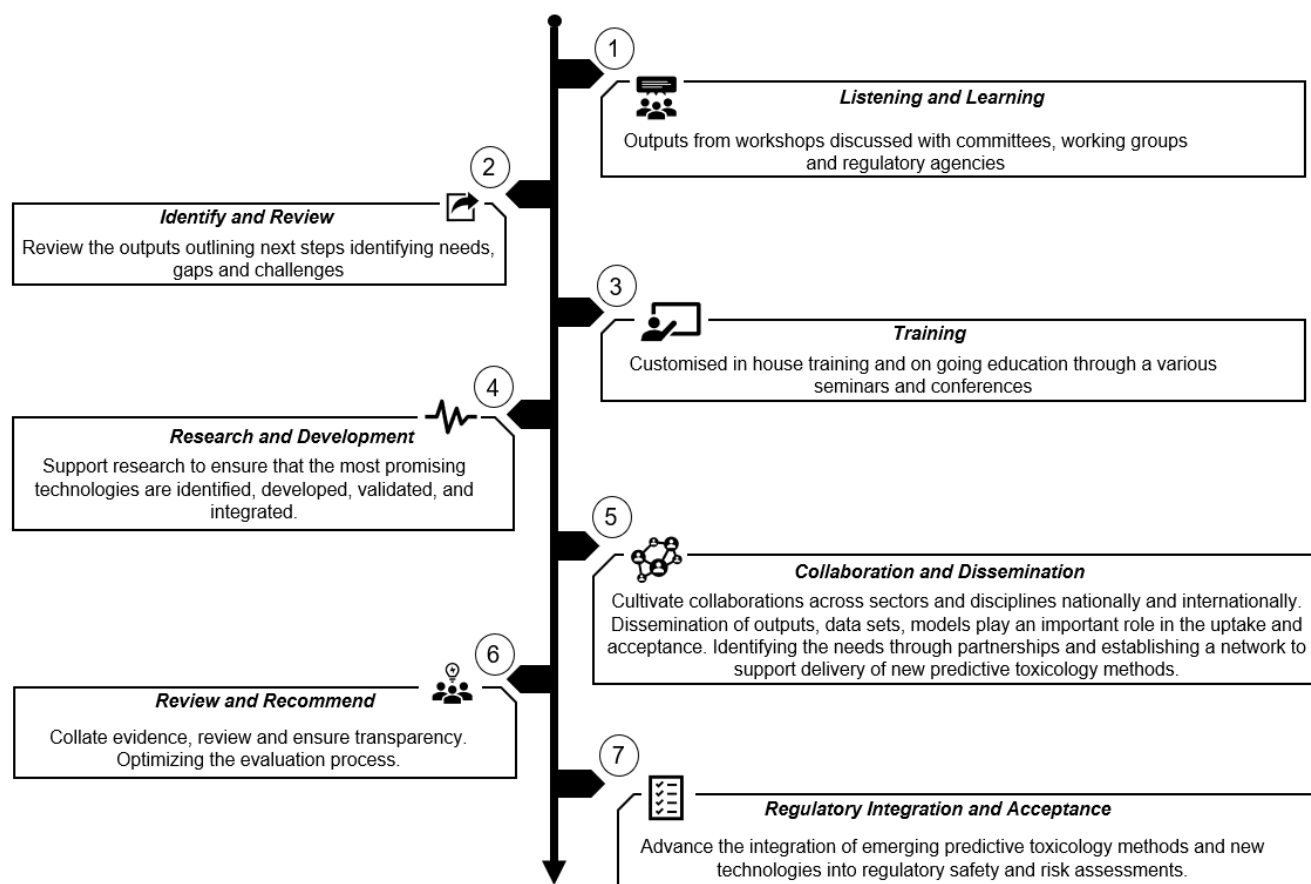 1
Listening and Learning
Outputs from workshops discussed with committees, working groups
and regulatory agencies
2
Identify and Review
Review the outputs outlining next steps identifying needs,
gaps and challenges
3
Training
Customised in house training and on going education through a various
seminars and conferences
4
Research and Development
Support research to ensure that the most promising
technologies are identified, developed, validated, and
integrated.
5
Collaboration and Dissemination
Cultivate collaborations across sectors and disciplines nationally and internationally.
Dissemination of outputs, data sets, models play an important role in the uptake and
acceptance. Identifying the needs through partnerships and establishing a network to
support delivery of new predictive toxicology methods.
6
Review and Recommend
Collate evidence, review and ensure transparency.
Optimizing the evaluation process.
7
Regulatory Integration and Acceptance
Advance the integration of emerging predictive toxicology methods and new
technologies into regulatory safety and risk assessments.